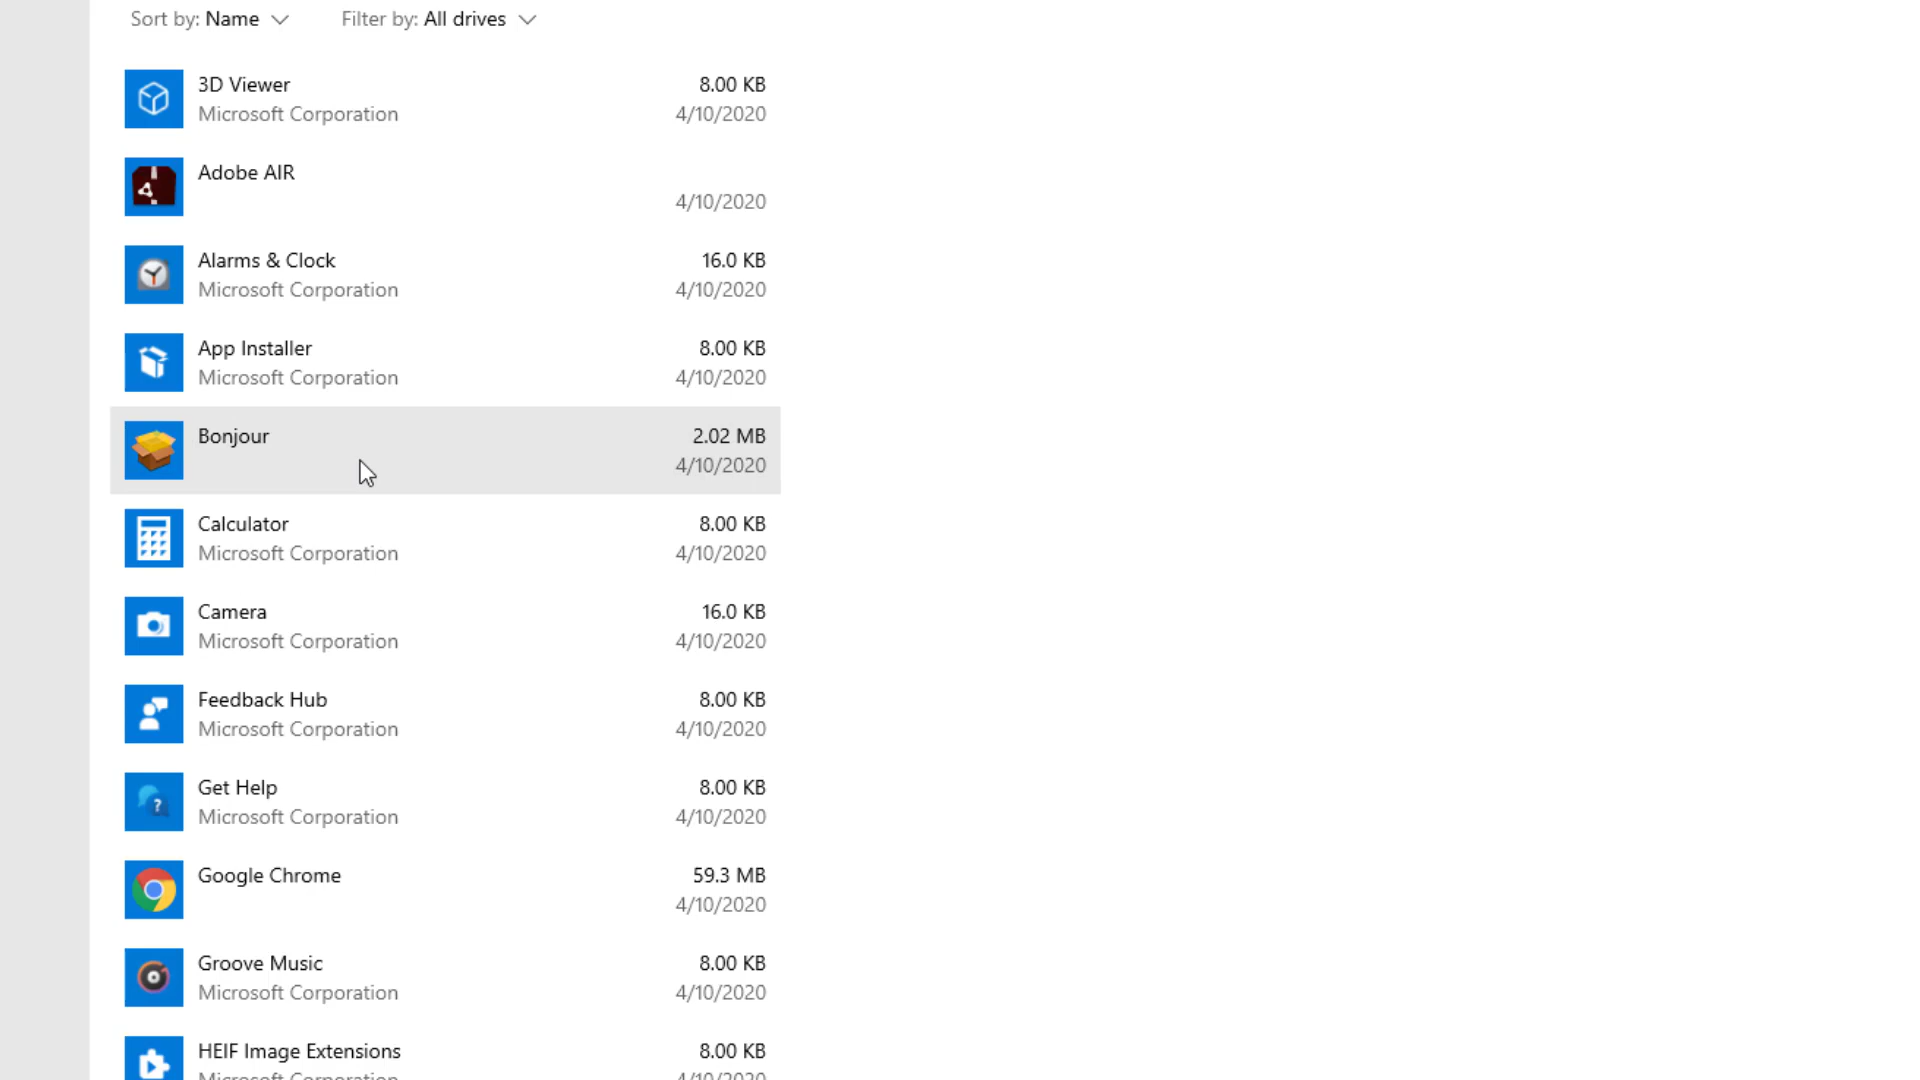 Sort by: Name Filter by: All drives
3D Viewer 8.00 KB
Microsoft Corporation 4/10/2020
Adobe AIR
4/10/2020
Alarms & Clock 16.0 KB
Microsoft Corporation 4/10/2020
App Installer 8.00 KB
Microsoft Corporation 4/10/2020
Bonjour 2.02 MB
4/10/2020
Calculator 8.00 KB
Microsoft Corporation 4/10/2020
Camera 16.0 KB
Microsoft Corporation 4/10/2020
Feedback Hub 8.00 KB
Microsoft Corporation 4/10/2020
Get Help 8.00 KB
Microsoft Corporation 4/10/2020
Google Chrome 59.3 MB
4/10/2020
Groove Music 8.00 KB
Microsoft Corporation 4/10/2020
HEIF Image Extensions 8.00 KB
Microsoft Corporation 4/10/2020